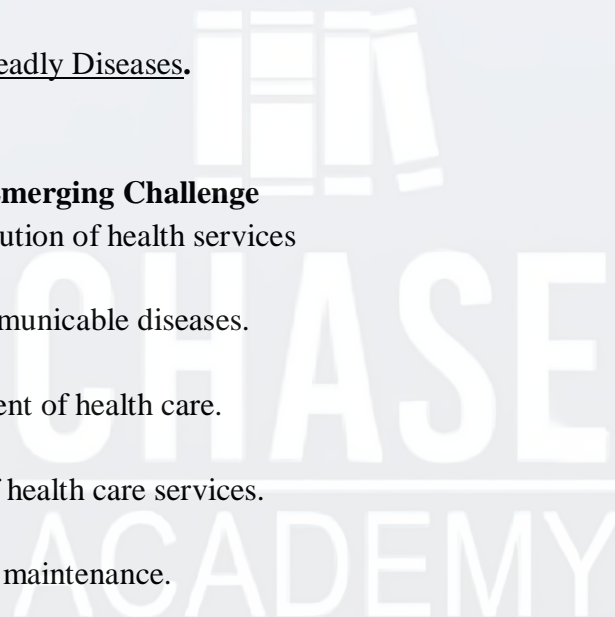 eadly Diseases.
merging Challenge
ution of health services
municable diseases.
ent of health care.
health care services.
maintenance.
CHASE
ACADEMY